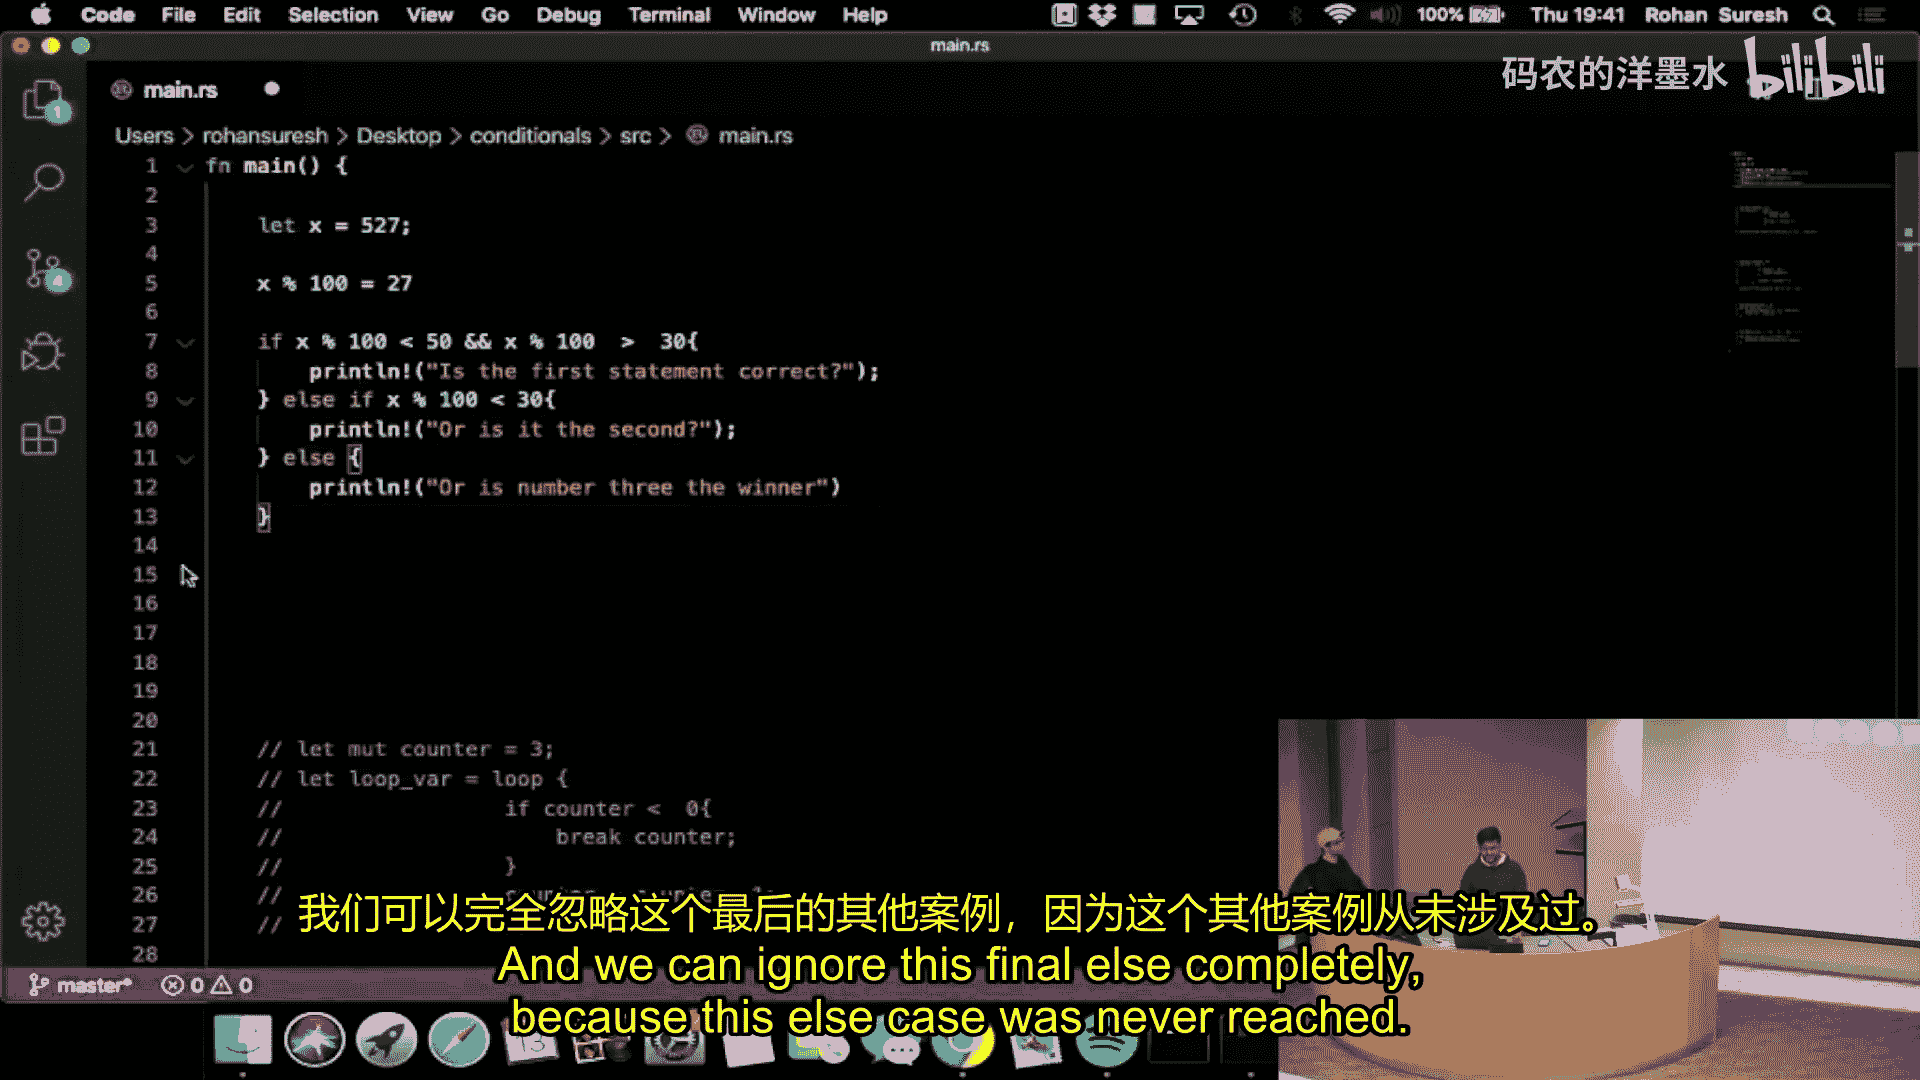 Code File Edit Selection View Go Debug Terminal Window Help 100% Thu 19:41 Rohan Suresh
main.rs
码农的洋墨水 bilibili
main.rs
Users > rohansuresh > Desktop > conditionals > src > main.rs
1 fn main() {
2
3 let x = 527;
4
5 x % 100 = 27
6
7 if x % 100 < 50 && x % 100 > 30{
8 println!("Is the first statement correct?");
9 } else if x % 100 < 30{
10 println!("Or is it the second?");
11 } else {
12 println!("Or is number three the winner")
13 }
14
15
16
17
18
19
20
21 // let mut counter = 3;
22 // let loop_var = loop {
23 // if counter < 0{
24 // break counter;
25 // }
26 //
27 //
28
我们可以完全忽略这个最后的其他案例，因为这个其他案例从未涉及过。
And we can ignore this final else completely,
because this else case was never reached.
master* 0 0
1
4
13